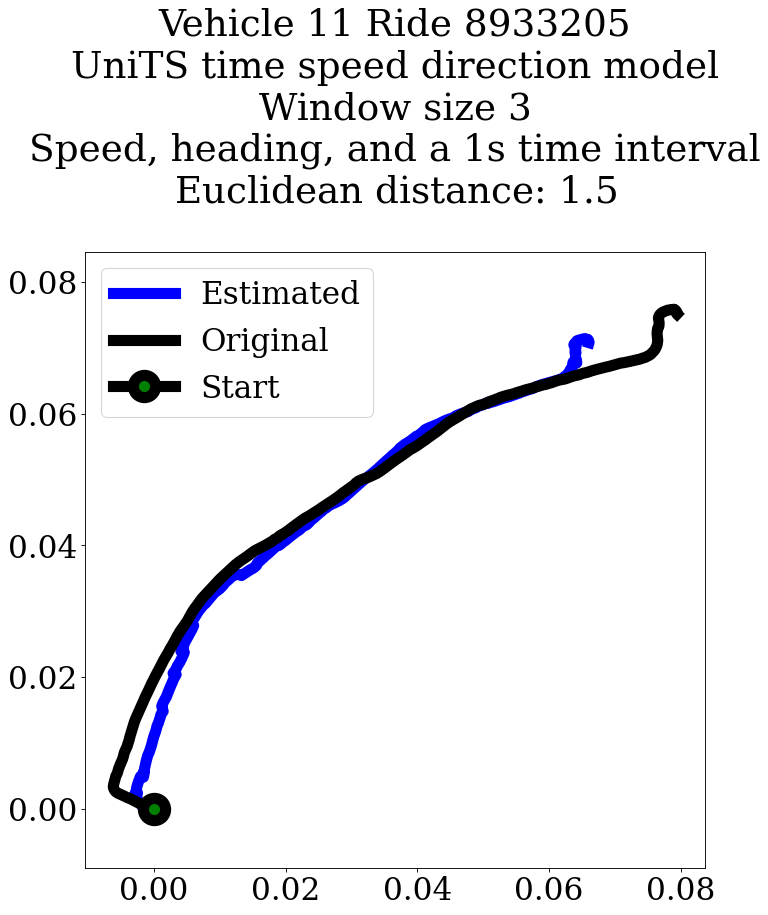 Vehicle 11 Ride 8933205
UniTS time speed direction model
Window size 3
Speed, heading, and a 1s time interval
Euclidean distance: 1.5
Estimated
Original
Start
0.08
0.06
0.04
0.02
0.00
0.00 0.02 0.04 0.06 0.08